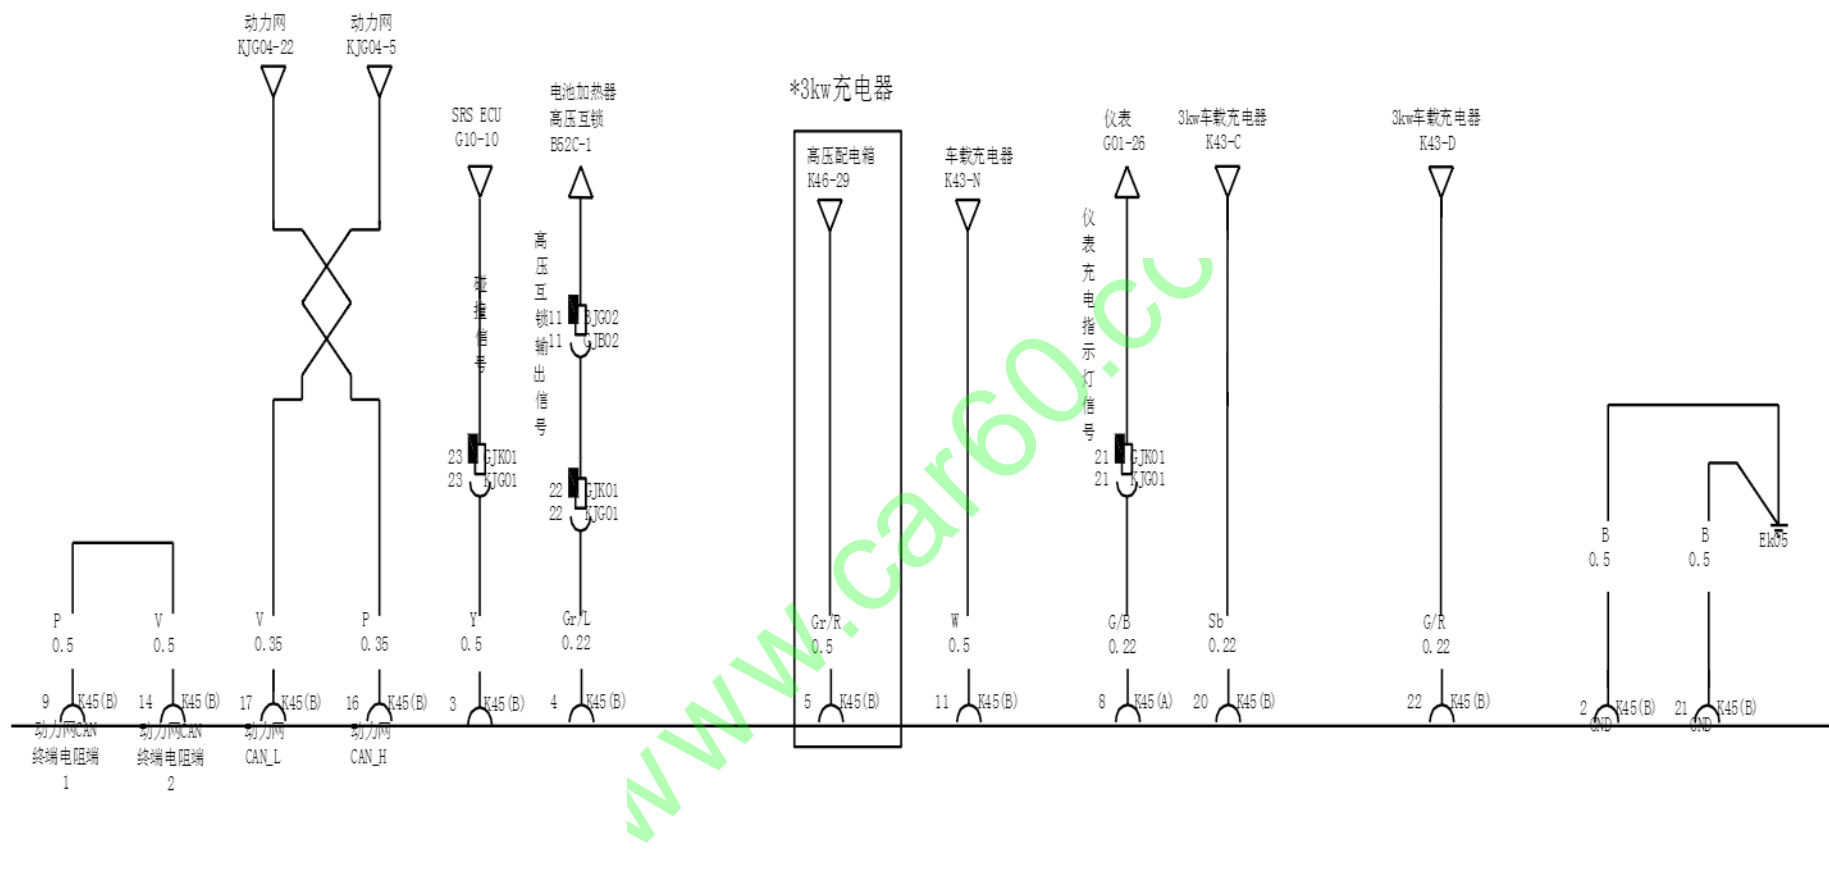 动力网
KJG04-22
动力网
KJG04-5
SRS ECU
G10-10
电池加热器
高压互锁
B52C-1
*3kw充电器
高压配电箱
K46-29
车载充电器
K43-N
仪表
G01-26
3kw车载充电器
K43-C
3kw车载充电器
K43-D
碰撞信号
高压互锁输出信号
仪表充电指示灯信号
11 BJG02
11 GJB02
23 GJK01
23 KJG01
22 GJK01
22 KJG01
21 GJK01
21 KJG01
Ek05
P
0.5
V
0.5
V
0.35
P
0.35
Y
0.5
Gr/L
0.22
Gr/R
0.5
W
0.5
G/B
0.22
Sb
0.22
G/R
0.22
B
0.5
B
0.5
9 K45(B)
14 K45(B)
17 K45(B)
16 K45(B)
3 K45(B)
4 K45(B)
5 K45(B)
11 K45(B)
8 K45(A)
20 K45(B)
22 K45(B)
2 K45(B)
21 K45(B)
动力网CAN
终端电阻端
1
动力网CAN
终端电阻端
2
动力网
CAN_L
动力网
CAN_H
GND
GND
www.car60.cc